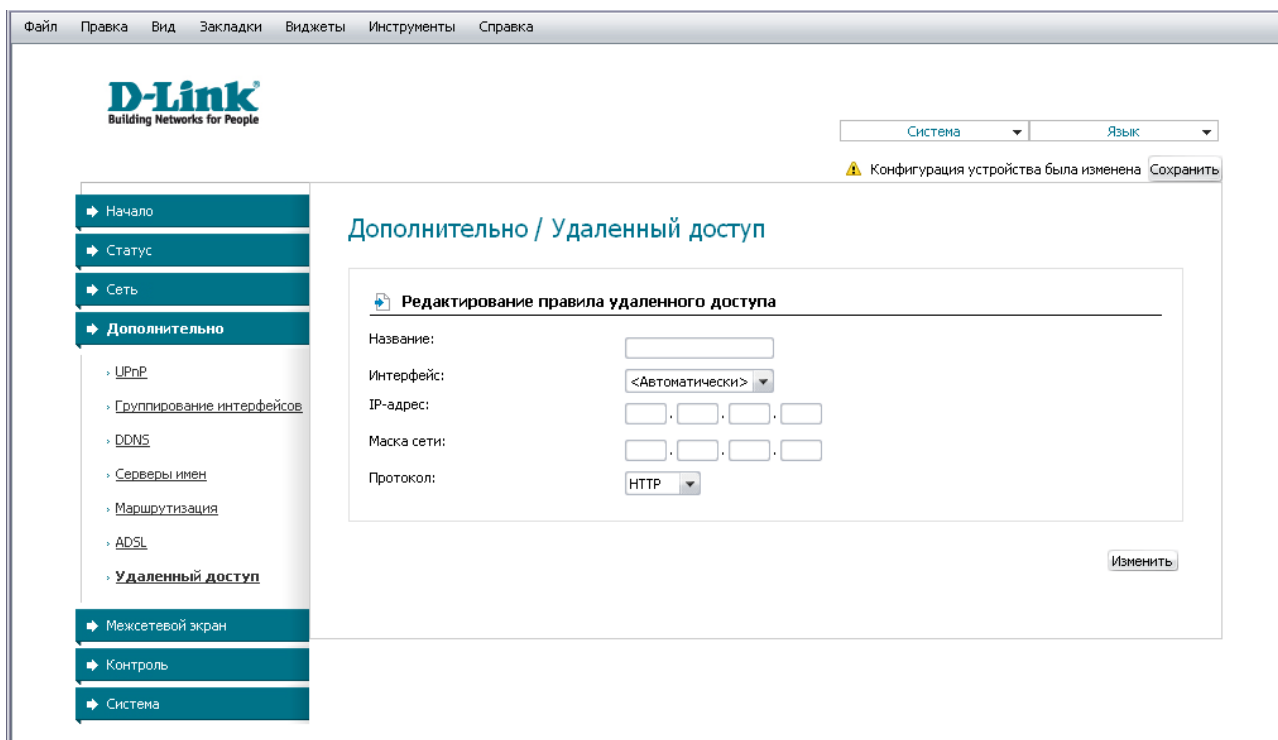 Файл Правка Вид Закладки Виджеты Инструменты Справка
D-Link
Building Networks for People
Система Язык
Конфигурация устройства была изменена Сохранить
Начало
Статус
Сеть
Дополнительно
UPnP
Группирование интерфейсов
DDNS
Серверы имен
Маршрутизация
ADSL
Удаленный доступ
Межсетевой экран
Контроль
Система
Дополнительно / Удаленный доступ
Редактирование правила удаленного доступа
Название:
Интерфейс: <Автоматически>
IP-адрес: . . .
Маска сети: . . .
Протокол: HTTP
Изменить